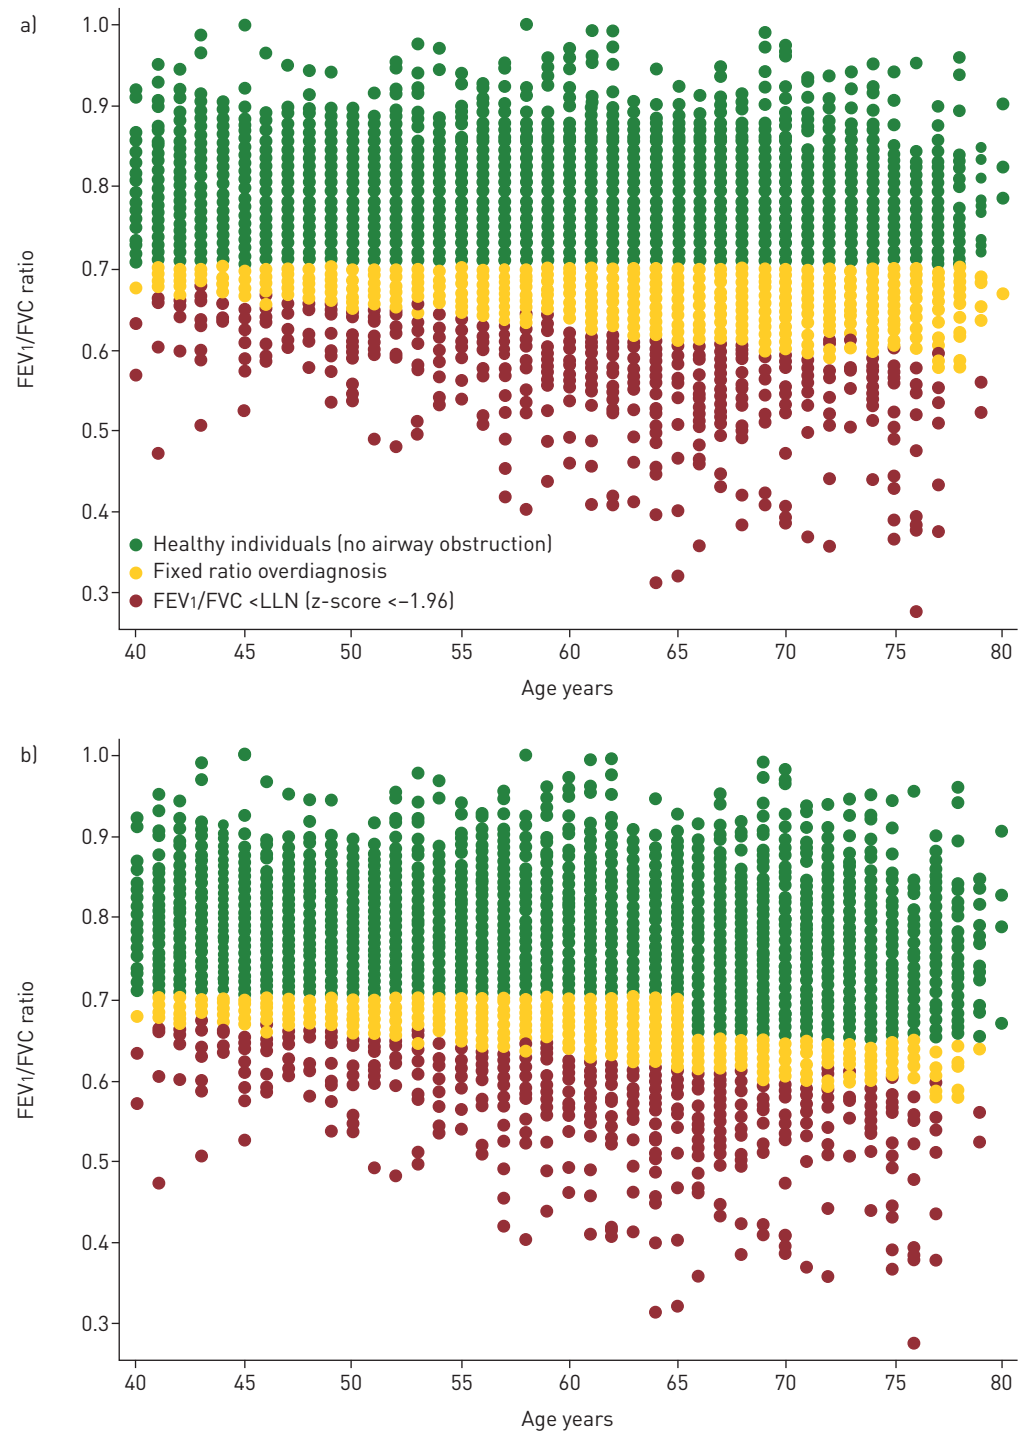 a)
1.0
0.9
0.8
0.7
0.6
0.5
0.4
0.3
FEV1/FVC ratio
Healthy individuals (no airway obstruction)
Fixed ratio overdiagnosis
FEV1/FVC <LLN (z-score <–1.96)
40 45 50 55 60 65 70 75 80
Age years
b)
1.0
0.9
0.8
0.7
0.6
0.5
0.4
0.3
FEV1/FVC ratio
40 45 50 55 60 65 70 75 80
Age years